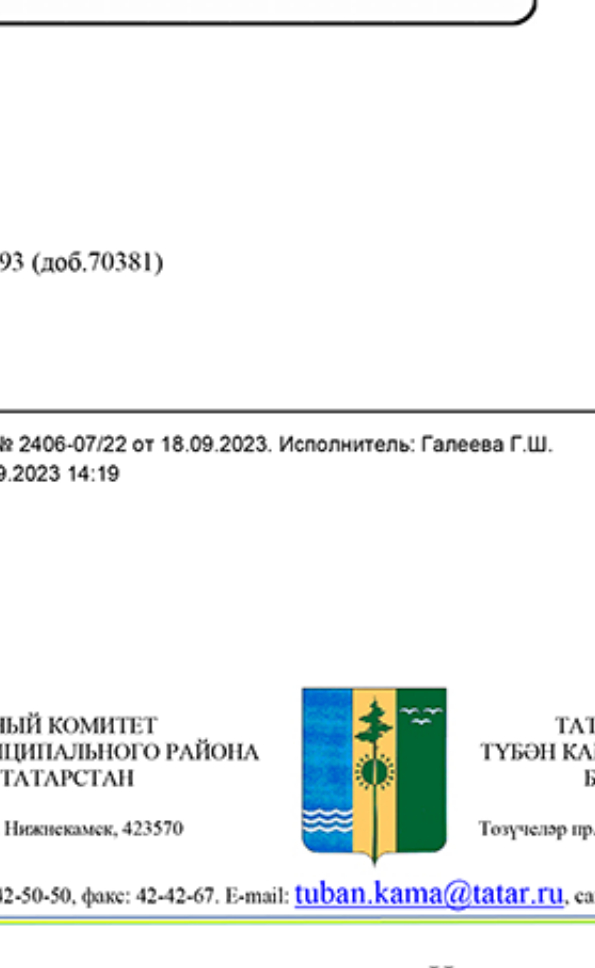 93 (доб.70381)
№ 2406-07/22 от 18.09.2023. Исполнитель: Галеева Г.Ш.
9.2023 14:19
НЫЙ КОМИТЕТ
ИЦИПАЛЬНОГО РАЙОНА
ТАТАРСТАН
Нижнекамск, 423570
ТАТ
ТҮБӘН КА
Төзүчеләр пр.
42-50-50, факс: 42-42-67. E-mail: tuban.kama@tatar.ru, са